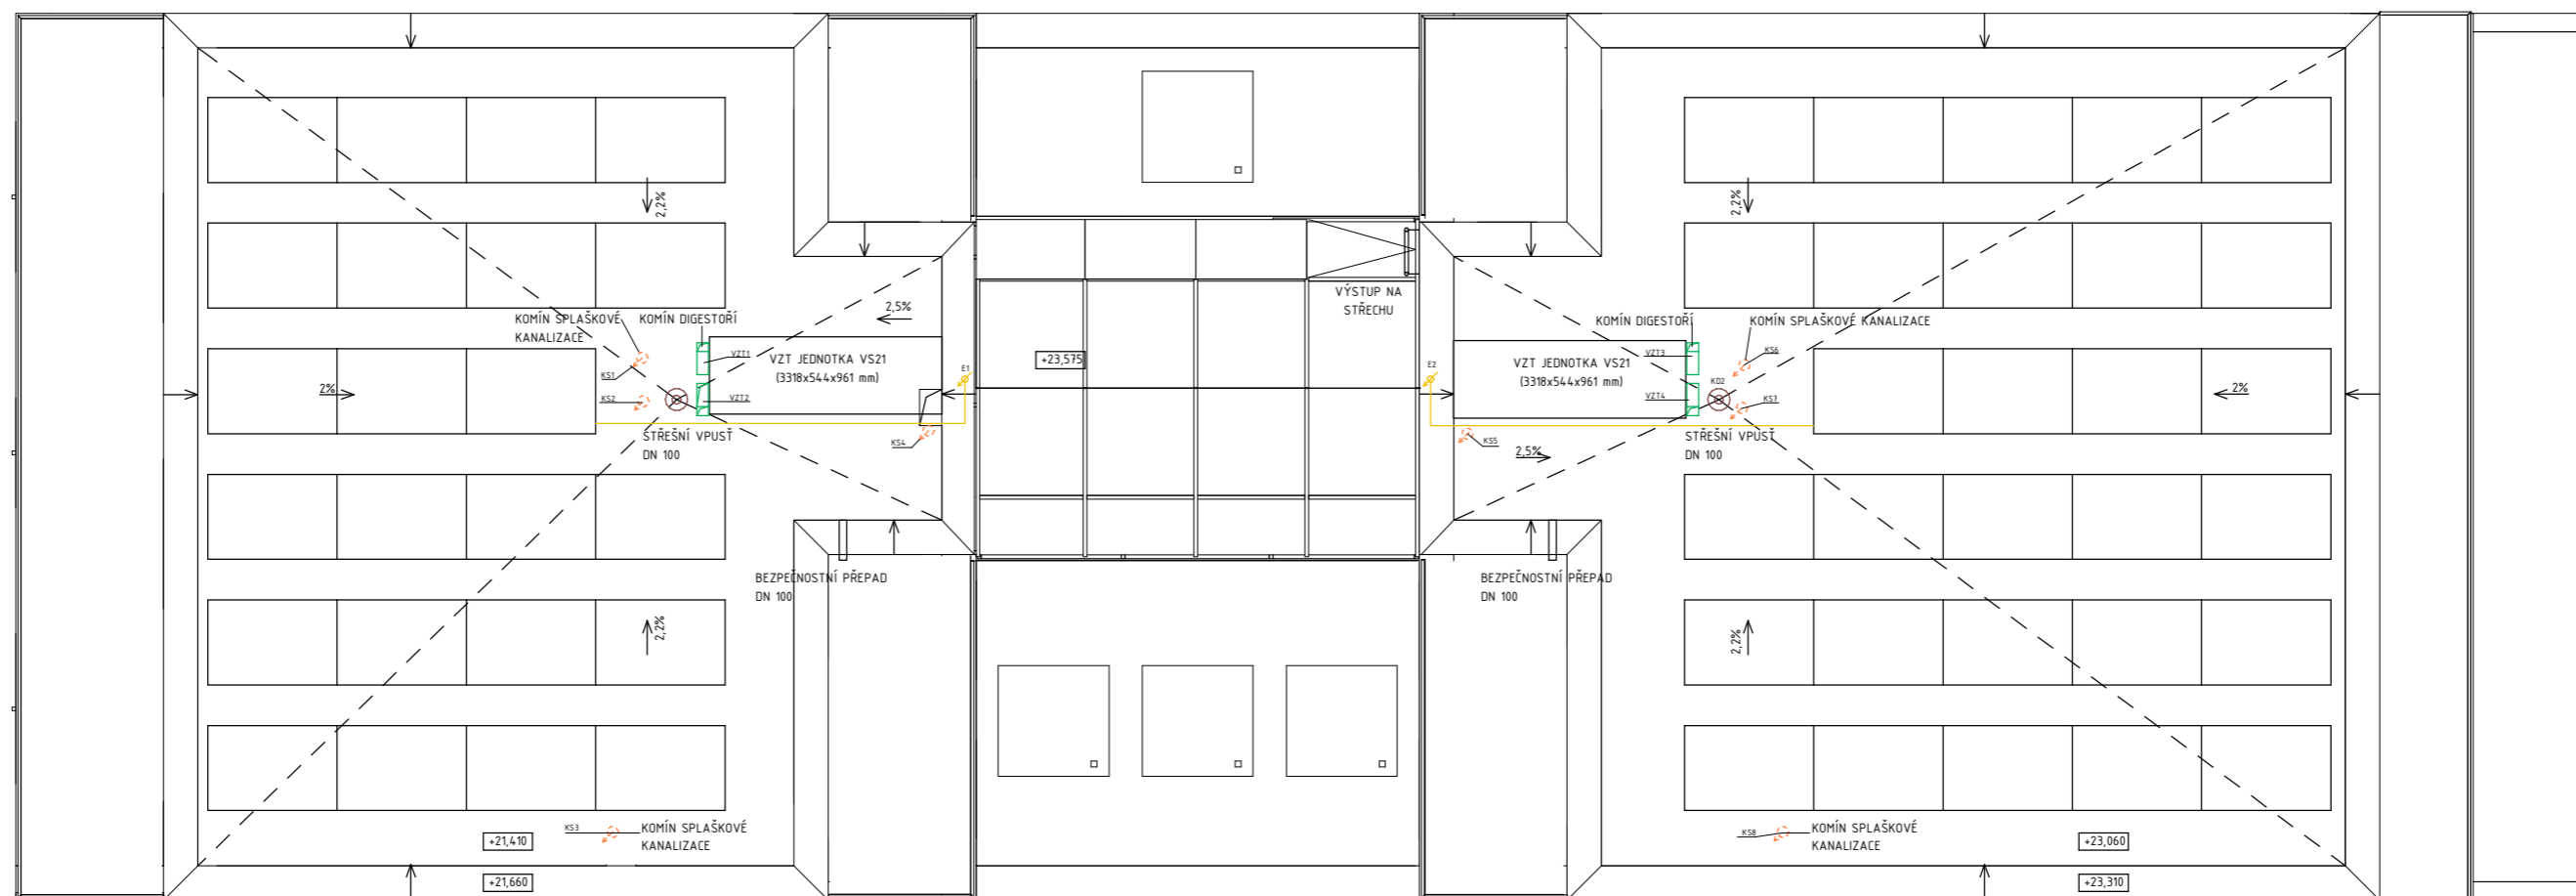 2,2%
2,2%
2,5%
VÝSTUP NA
STŘECHU
KOMÍN SPLAŠKOVÉ
KANALIZACE
KOMÍN DIGESTOŘÍ
VZT1
VZT JEDNOTKA VS21
(3318x544x961 mm)
KS1
KS2
VZT2
2%
E1
+23,575
E2
KOMÍN DIGESTOŘÍ
KOMÍN SPLAŠKOVÉ KANALIZACE
VZT3
VZT JEDNOTKA VS21
(3318x544x961 mm)
KS6
KD2
VZT4
KS7
2%
STŘEŠNÍ VPUSŤ
DN 100
KS4
KS5
2,5%
STŘEŠNÍ VPUSŤ
DN 100
BEZPEČNOSTNÍ PŘEPAD
DN 100
BEZPEČNOSTNÍ PŘEPAD
DN 100
2,2%
2,2%
+21,410
KS3
KOMÍN SPLAŠKOVÉ
KANALIZACE
+21,660
KS8
KOMÍN SPLAŠKOVÉ
KANALIZACE
+23,060
+23,310